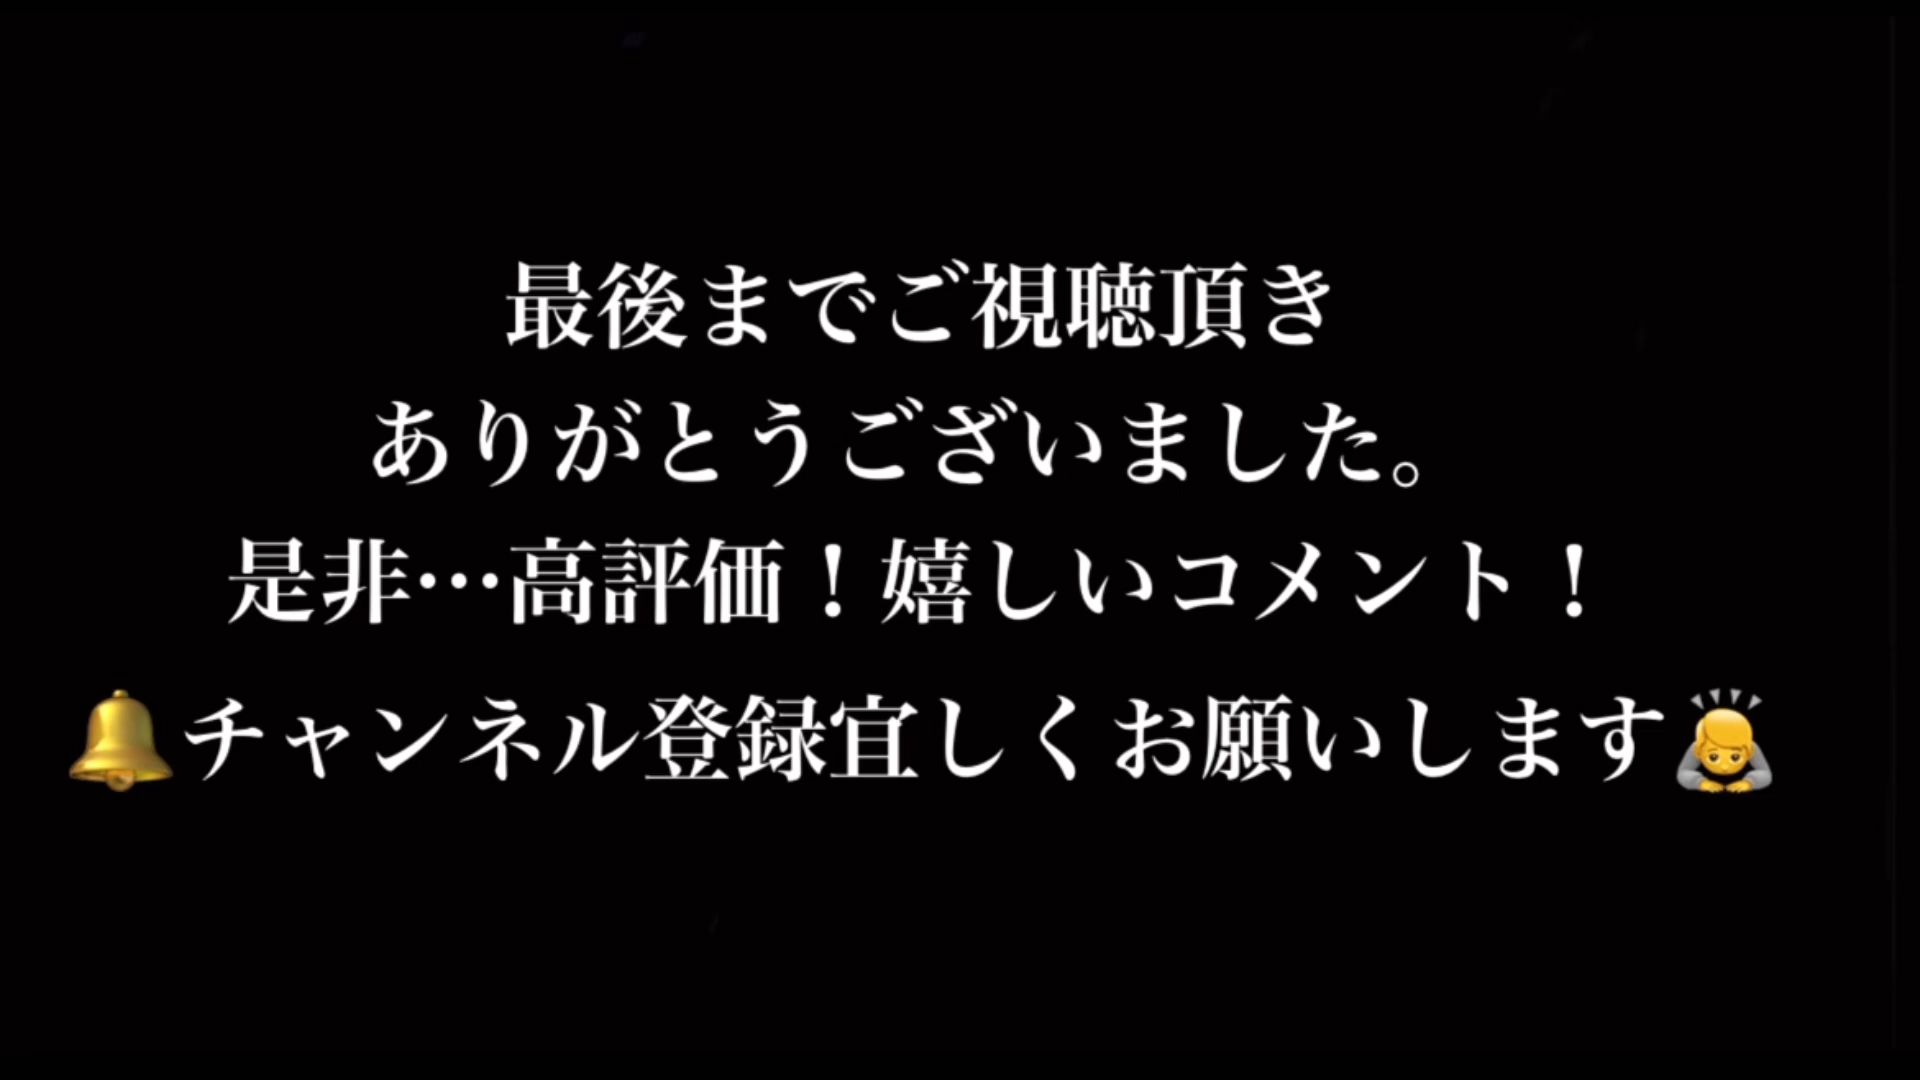 最後までご視聴頂き
ありがとうございました。
是非…高評価！嬉しいコメント！
🔔チャンネル登録宜しくお願いします🙇